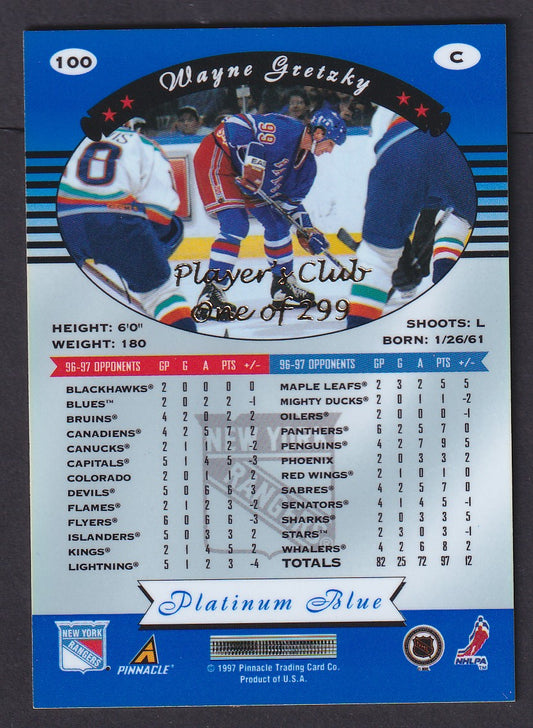 100
C
Wayne Gretzky
Player's Club
One of 299
HEIGHT: 6'0"
SHOOTS: L
WEIGHT: 180
BORN: 1/26/61
96-97 OPPONENTS GP G A PTS +/-
BLACKHAWKS® 2 0 0 0 0
BLUES™ 2 0 2 2 -1
BRUINS® 4 2 0 2 2
CANADIENS® 4 2 5 7 2
CANUCKS® 2 1 1 2 -2
CAPITALS® 5 1 4 5 -3
COLORADO 2 0 1 1
DEVILS® 5 0 6 6 3
FLAMES® 2 1 2 3 -2
FLYERS® 6 0 6 6 -3
ISLANDERS® 5 0 3 3 2
KINGS® 2 1 4 5 2
LIGHTNING® 5 1 2 3 -4
96-97 OPPONENTS GP G A PTS +/-
MAPLE LEAFS® 2 3 2 5 5
MIGHTY DUCKS® 2 0 1 1 -2
OILERS® 2 0 0 0 -1
PANTHERS® 6 2 5 7 0
PENGUINS® 4 2 7 9 5
PHOENIX 2 0 3 3 2
RED WINGS® 2 1 0 1 0
SABRES® 4 2 5 7 0
SENATORS® 4 1 4 5 -1
SHARKS® 2 0 3 3 5
STARS™ 2 3 0 3 -1
WHALERS® 4 2 6 8 2
TOTALS 82 25 72 97 12
NEW YORK
RANGERS
Platinum Blue
NEW YORK
RANGERS
PINNACLE®
© 1997 Pinnacle Trading Card Co.
Product of U.S.A.
NHLPA
99
8
EAS